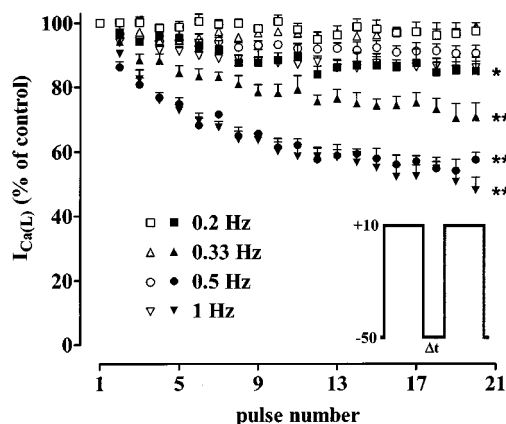 I_Ca(L) (% of control)
100
80
60
40
20
0
*
**
**
**
0.2 Hz
0.33 Hz
0.5 Hz
1 Hz
+10
-50
Δt
1
5
9
13
17
21
pulse number